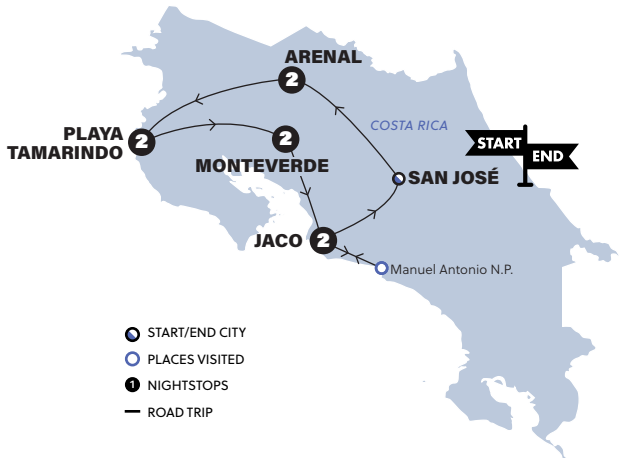 ARENAL
2
COSTA RICA
PLAYA
TAMARINDO
2
2
MONTEVERDE
START
END
SAN JOSÉ
JACO
2
Manuel Antonio N.P.
START/END CITY
PLACES VISITED
1 NIGHTSTOPS
ROAD TRIP